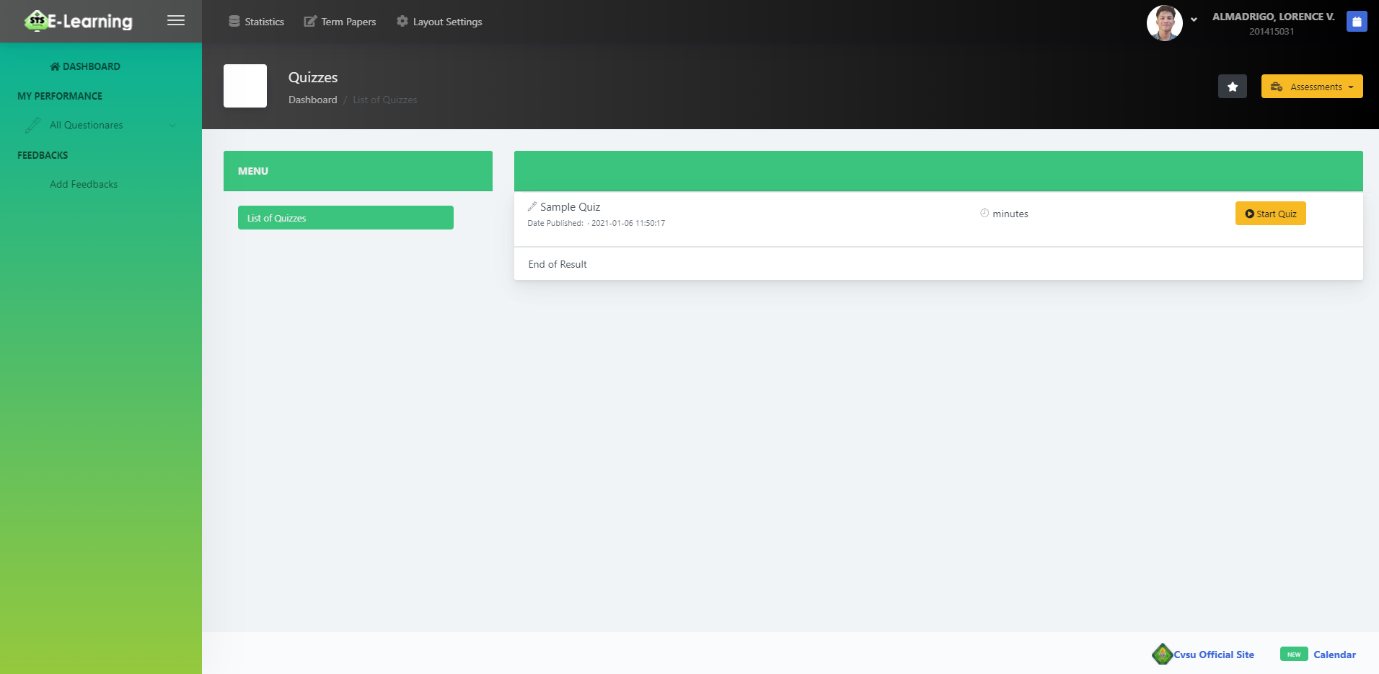 STS E-Learning
Statistics
Term Papers
Layout Settings
ALMADRIGO, LORENCE V.
201415031
DASHBOARD
MY PERFORMANCE
All Questionares
FEEDBACKS
Add Feedbacks
Quizzes
Dashboard / List of Quizzes
Assessments
MENU
List of Quizzes
Sample Quiz
Date Published: - 2021-01-06 11:50:17
minutes
Start Quiz
End of Result
Cvsu Official Site
NEW Calendar